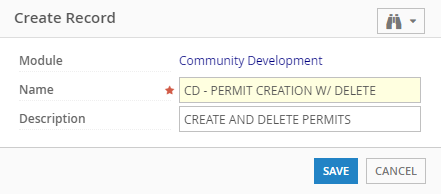 Create Record
Module Community Development
Name * CD - PERMIT CREATION W/ DELETE
Description CREATE AND DELETE PERMITS
SAVE CANCEL